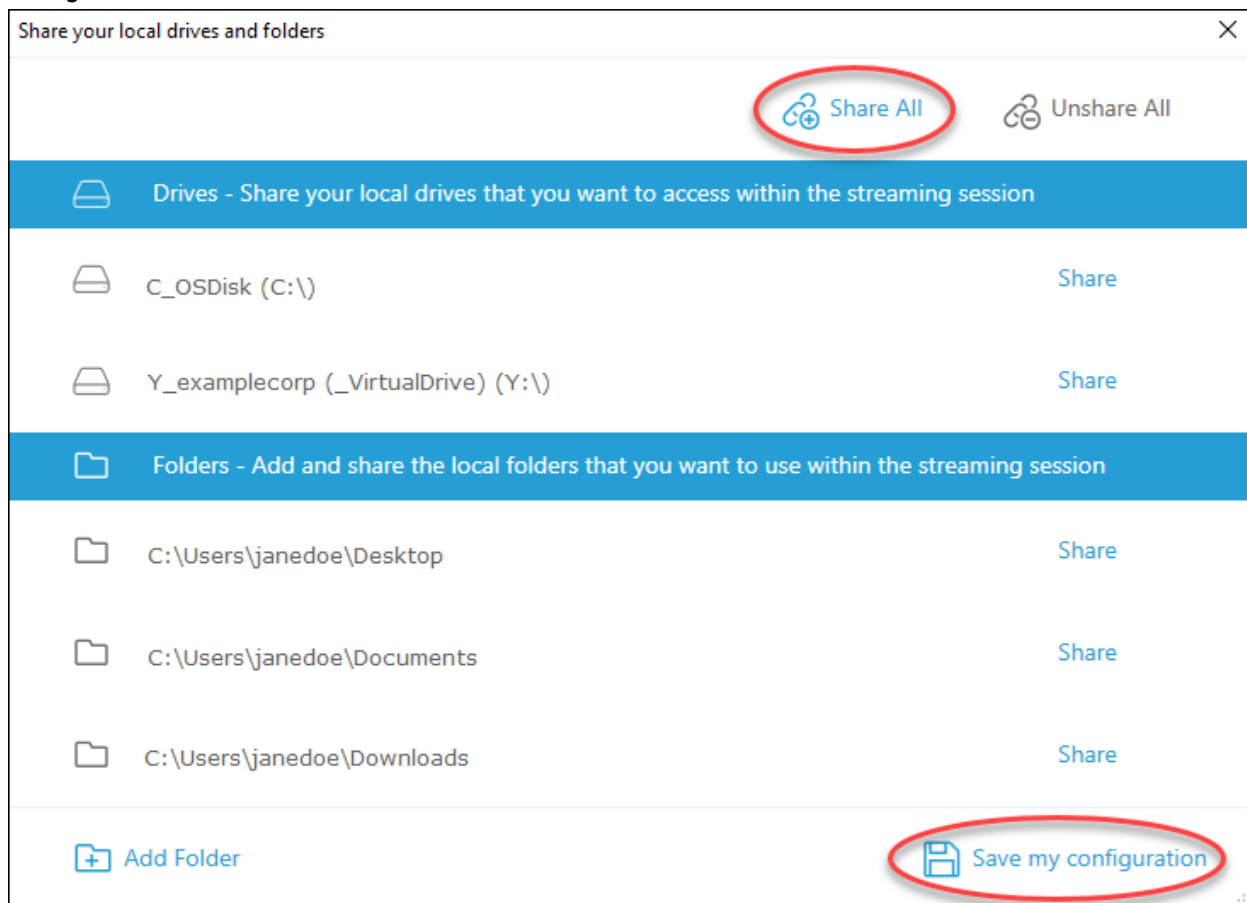 Share your local drives and folders
Share All
Unshare All
Drives - Share your local drives that you want to access within the streaming session
C_OSDisk (C:\)
Share
Y_examplecorp (_VirtualDrive) (Y:\)
Share
Folders - Add and share the local folders that you want to use within the streaming session
C:\Users\janedoe\Desktop
Share
C:\Users\janedoe\Documents
Share
C:\Users\janedoe\Downloads
Share
Add Folder
Save my configuration